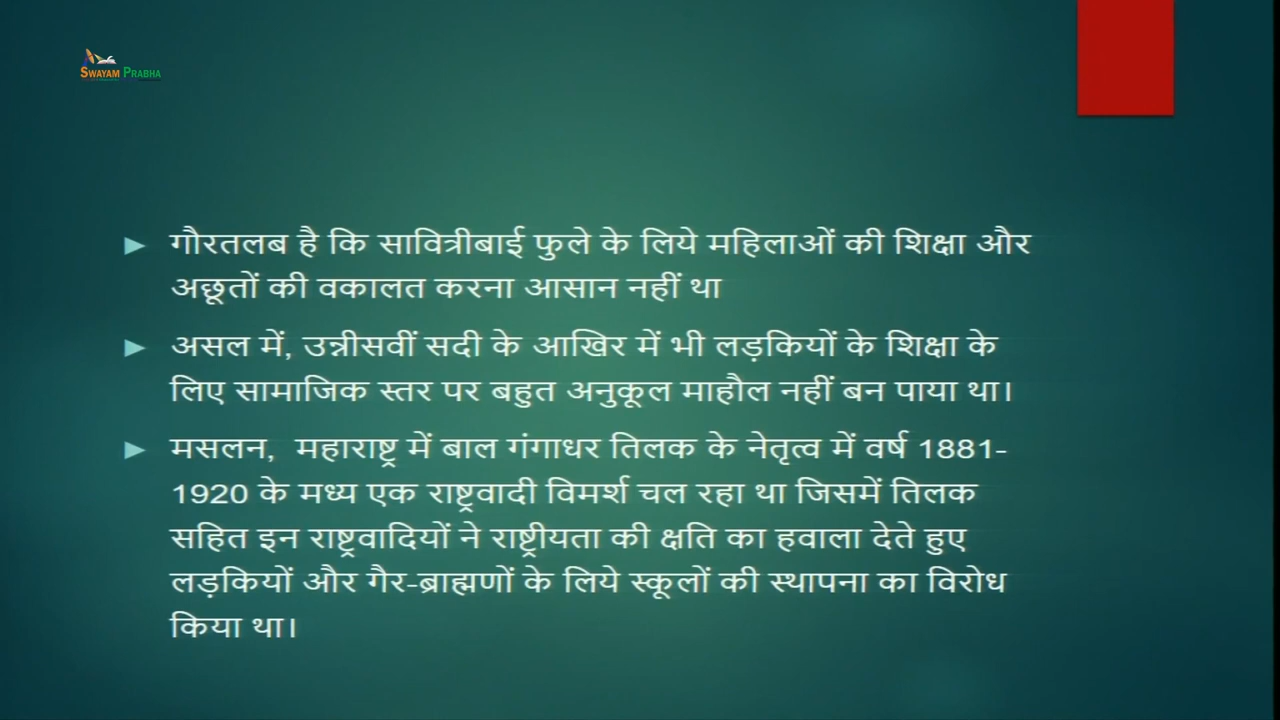 SWAYAM PRABHA
गौरतलब है कि सावित्रीबाई फुले के लिये महिलाओं की शिक्षा और
अछूतों की वकालत करना आसान नहीं था
असल में, उन्नीसवीं सदी के आखिर में भी लड़कियों के शिक्षा के
लिए सामाजिक स्तर पर बहुत अनुकूल माहौल नहीं बन पाया था।
मसलन, महाराष्ट्र में बाल गंगाधर तिलक के नेतृत्व में वर्ष 1881-
1920 के मध्य एक राष्ट्रवादी विमर्श चल रहा था जिसमें तिलक
सहित इन राष्ट्रवादियों ने राष्ट्रीयता की क्षति का हवाला देते हुए
लड़कियों और गैर-ब्राह्मणों के लिये स्कूलों की स्थापना का विरोध
किया था।